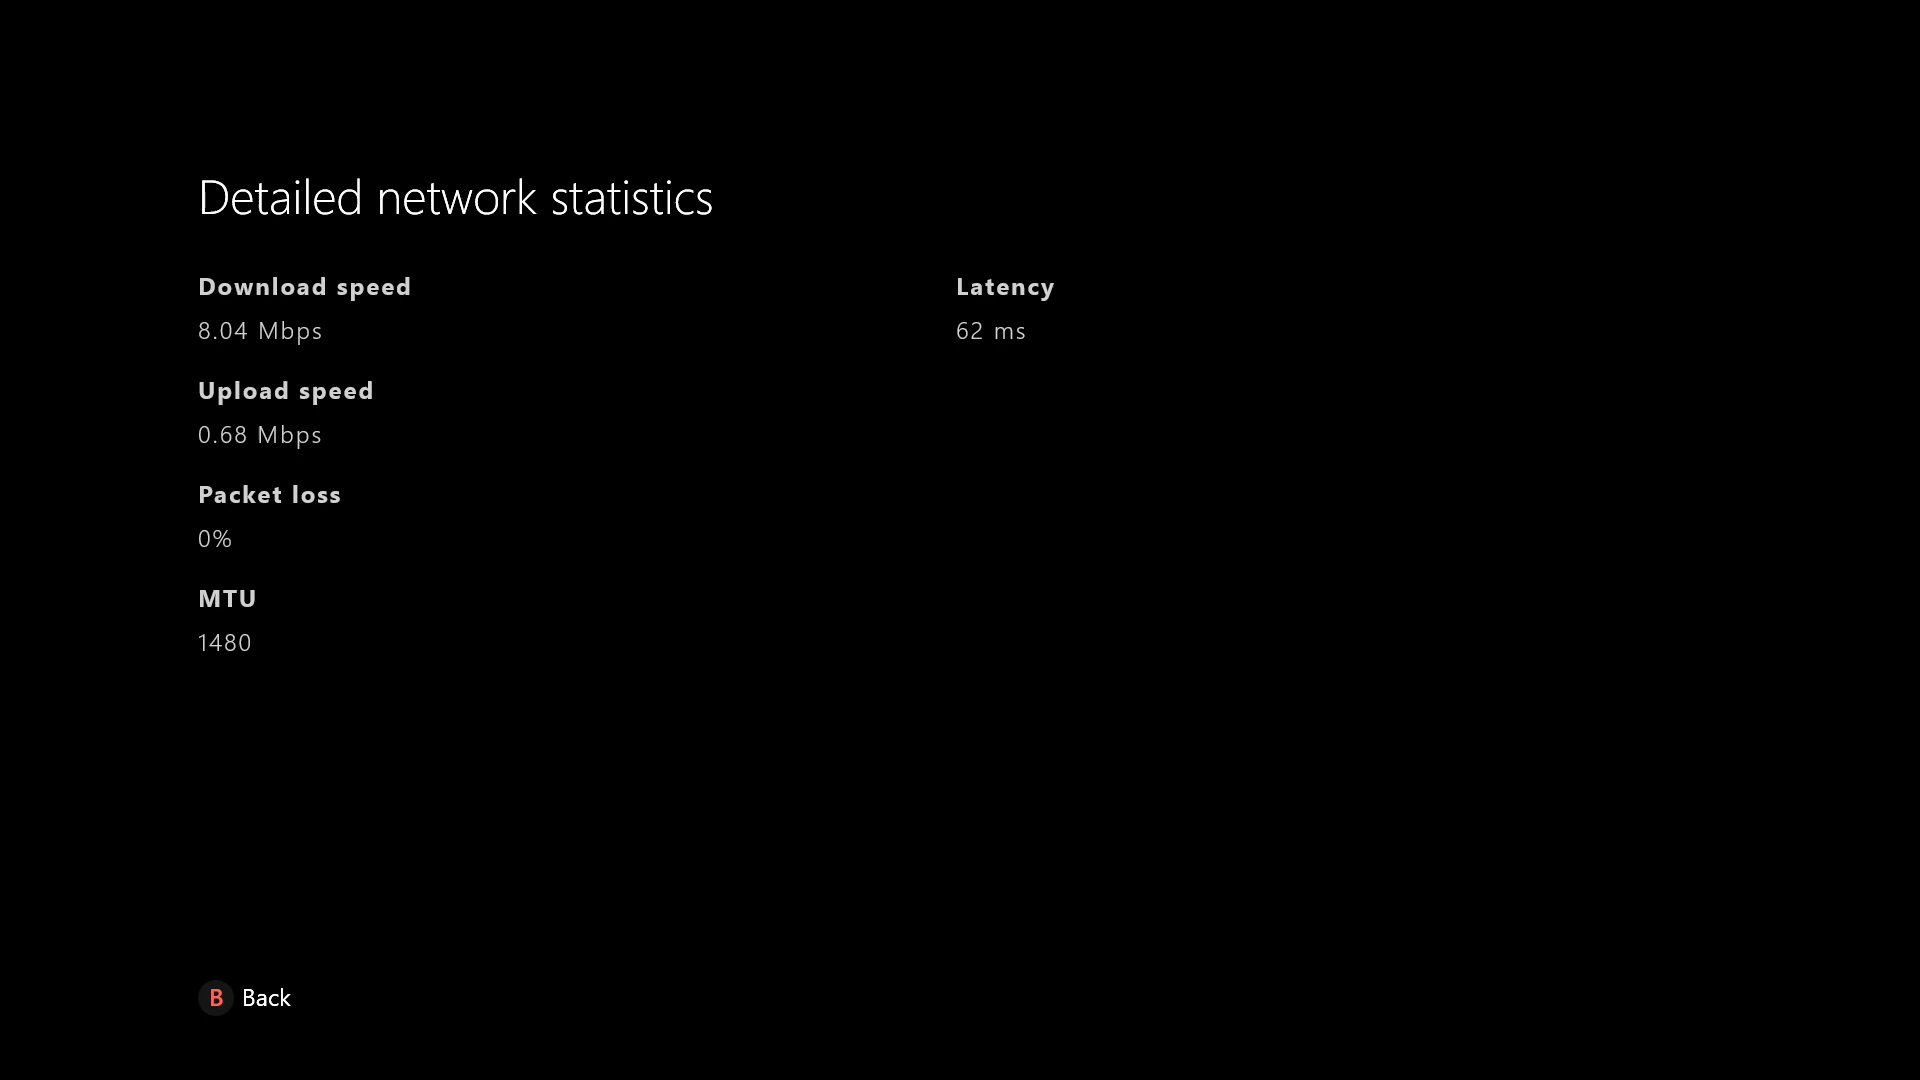 Detailed network statistics
Download speed
8.04 Mbps
Upload speed
0.68 Mbps
Packet loss
0%
MTU
1480
Latency
62 ms
B Back